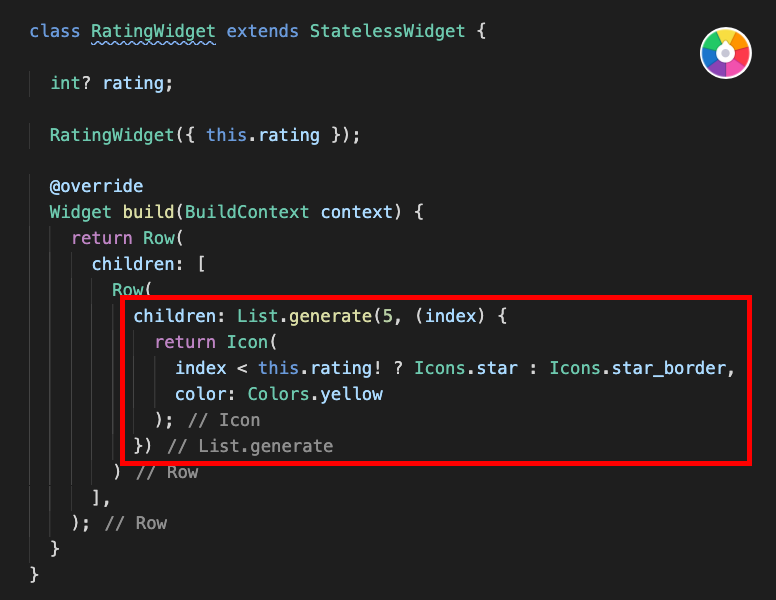 class RatingWidget extends StatelessWidget {
int? rating;
RatingWidget({ this.rating });
@override
Widget build(BuildContext context) {
return Row(
children: [
Row(
children: List.generate(5, (index) {
return Icon(
index < this.rating! ? Icons.star : Icons.star_border,
color: Colors.yellow
); // Icon
}) // List.generate
) // Row
],
); // Row
}
}